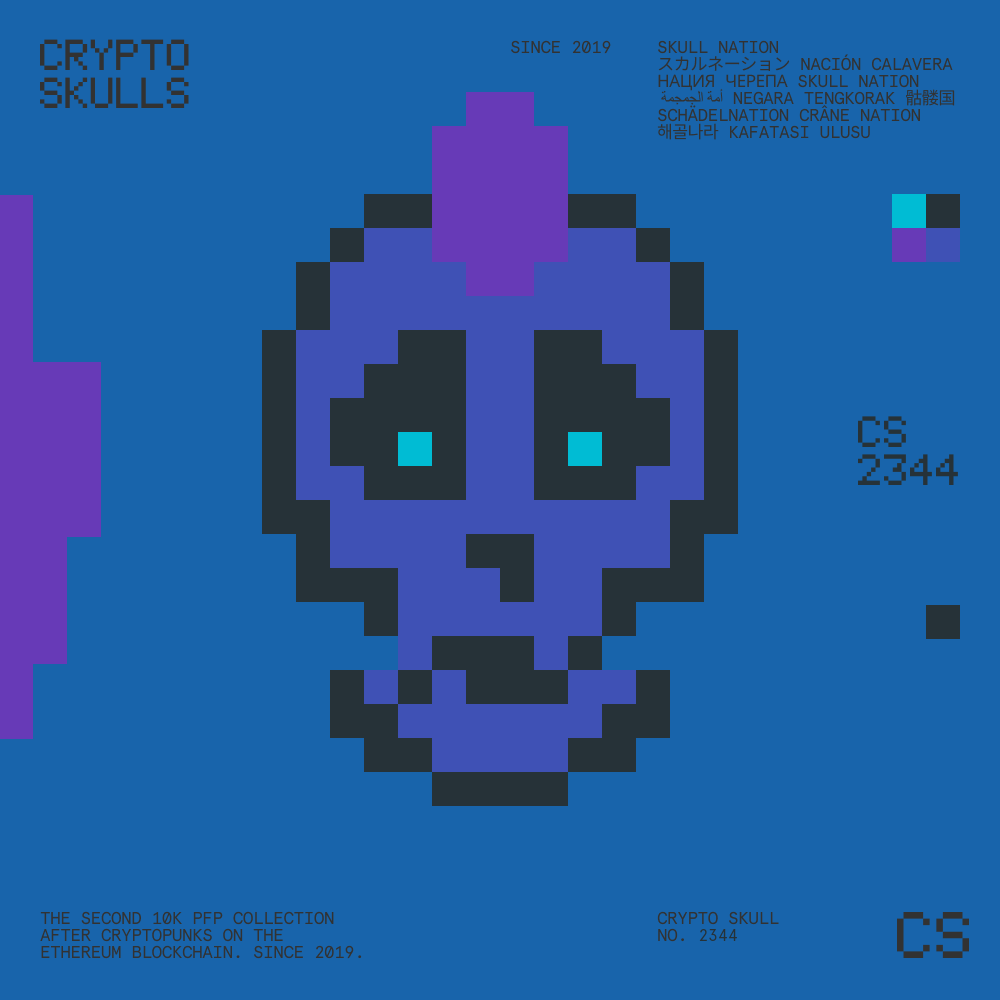 CRYPTO
SKULLS
SINCE 2019
SKULL NATION
スカルネーション NACIÓN CALAVERA
НАЦИЯ ЧЕРЕПА SKULL NATION
أمة الجمجمة NEGARA TENGKORAK 骷髅国
SCHÄDELNATION CRÂNE NATION
해골나라 KAFATASI ULUSU
CS
2344
THE SECOND 10K PFP COLLECTION
AFTER CRYPTOPUNKS ON THE
ETHEREUM BLOCKCHAIN. SINCE 2019.
CRYPTO SKULL
NO. 2344
CS